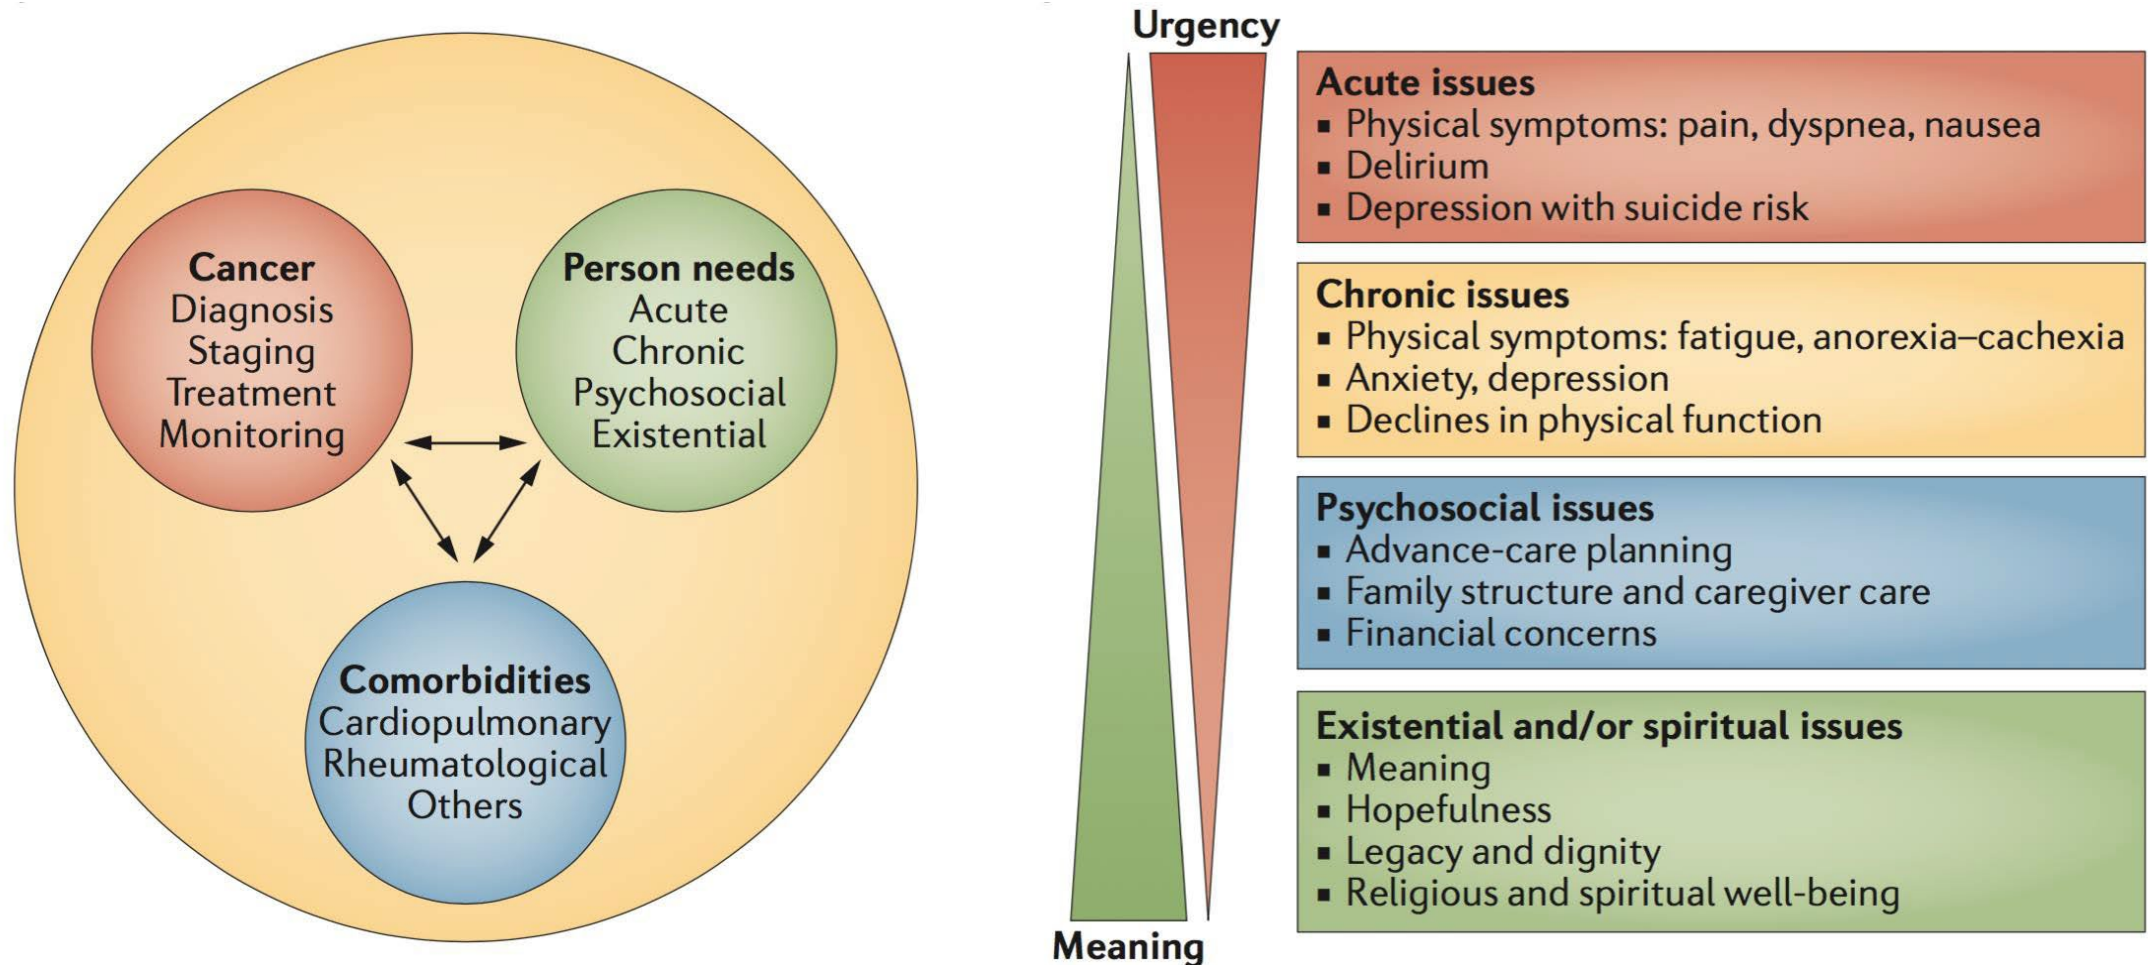 Cancer
Diagnosis
Staging
Treatment
Monitoring
Person needs
Acute
Chronic
Psychosocial
Existential
Comorbidities
Cardiopulmonary
Rheumatological
Others
Urgency
Meaning
Acute issues
▪ Physical symptoms: pain, dyspnea, nausea
▪ Delirium
▪ Depression with suicide risk
Chronic issues
▪ Physical symptoms: fatigue, anorexia–cachexia
▪ Anxiety, depression
▪ Declines in physical function
Psychosocial issues
▪ Advance-care planning
▪ Family structure and caregiver care
▪ Financial concerns
Existential and/or spiritual issues
▪ Meaning
▪ Hopefulness
▪ Legacy and dignity
▪ Religious and spiritual well-being